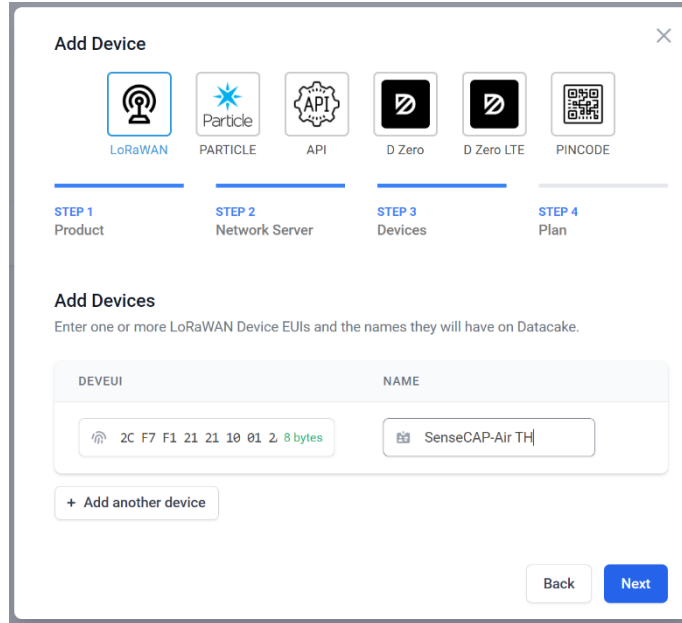 Add Device
Particle
API
LoRaWAN PARTICLE API D Zero D Zero LTE PINCODE
STEP 1 STEP 2 STEP 3 STEP 4
Product Network Server Devices Plan
Add Devices
Enter one or more LoRaWAN Device EUIs and the names they will have on Datacake.
DEVEUI NAME
2C F7 F1 21 21 10 01 8 bytes SenseCAP-Air TH
+ Add another device
Back Next